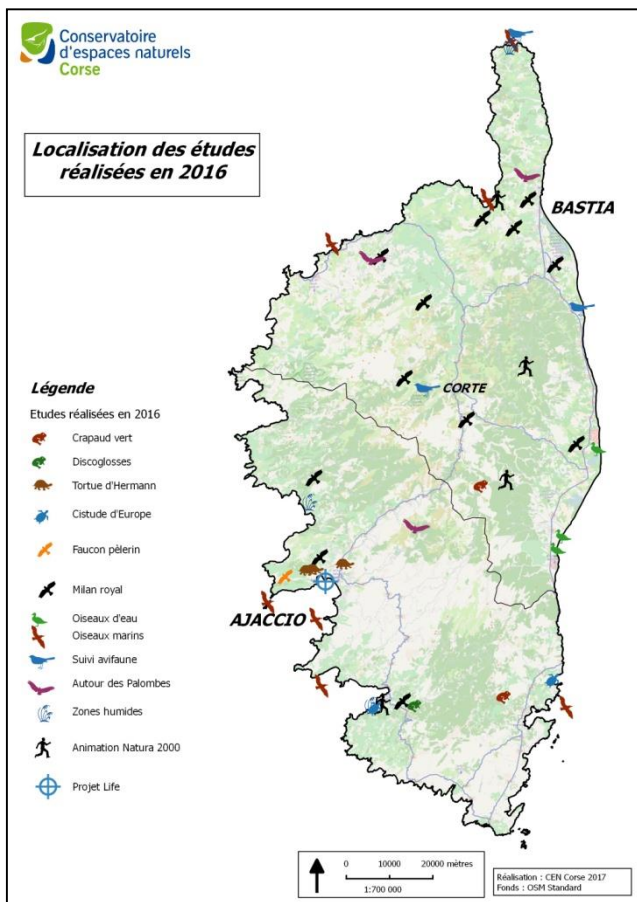 Conservatoire
d'espaces naturels
Corse
Localisation des études
réalisées en 2016
BASTIA
CORTE
AJACCIO
Légende
Etudes réalisées en 2016
Crapaud vert
Discoglosses
Tortue d'Hermann
Cistude d'Europe
Faucon pèlerin
Milan royal
Oiseaux d'eau
Oiseaux marins
Suivi avifaune
Autour des Palombes
Zones humides
Animation Natura 2000
Projet Life
0 10000 20000 mètres
1:700 000
Réalisation : CEN Corse 2017
Fonds : OSM Standard